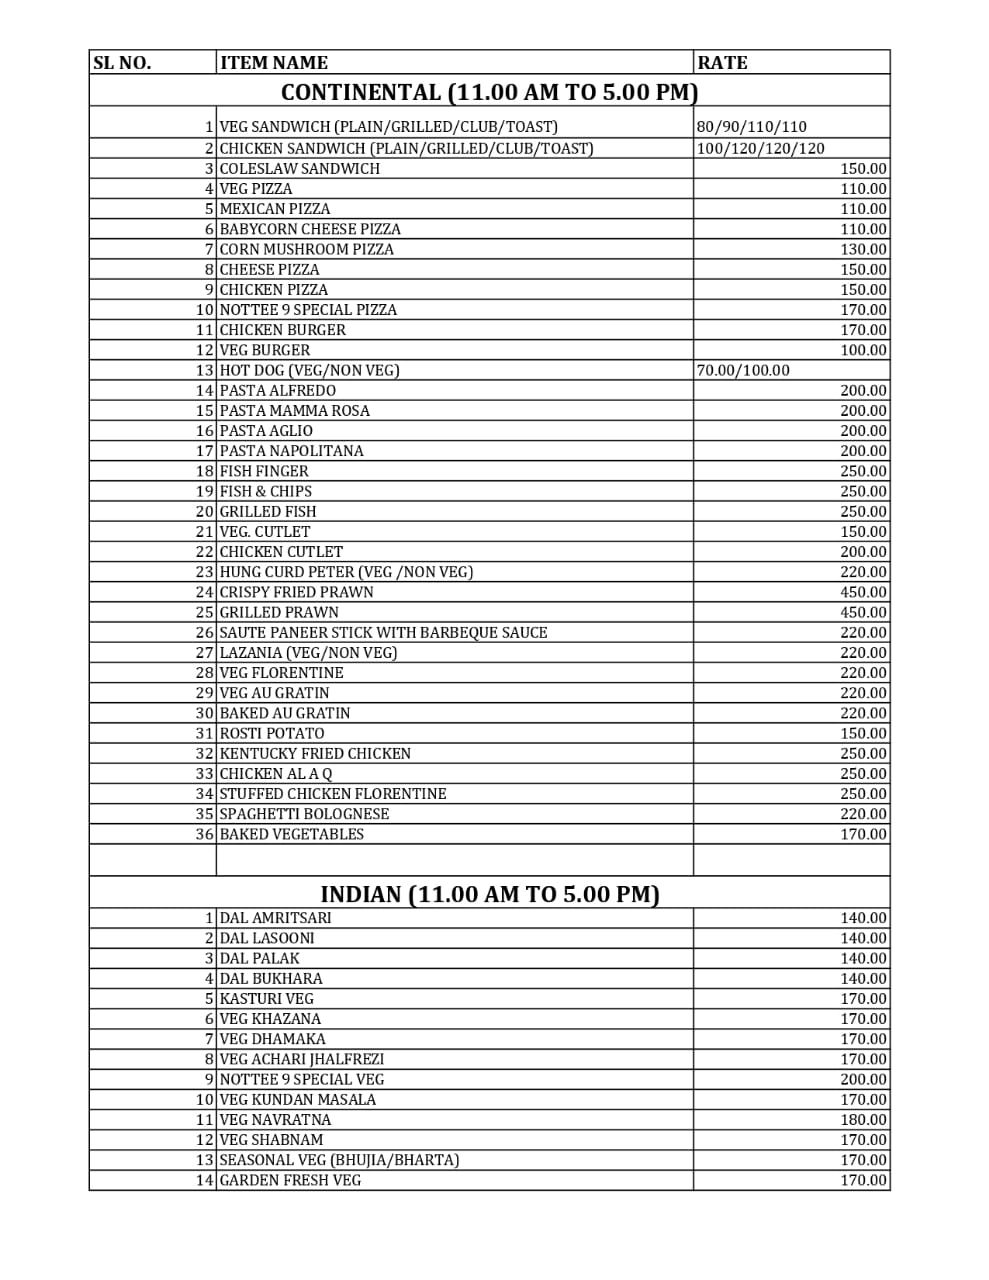 SL NO. ITEM NAME RATE
CONTINENTAL (11.00 AM TO 5.00 PM)
1 VEG SANDWICH (PLAIN/GRILLED/CLUB/TOAST) 80/90/110/110
2 CHICKEN SANDWICH (PLAIN/GRILLED/CLUB/TOAST) 100/120/120/120
3 COLESLAW SANDWICH 150.00
4 VEG PIZZA 110.00
5 MEXICAN PIZZA 110.00
6 BABYCORN CHEESE PIZZA 110.00
7 CORN MUSHROOM PIZZA 130.00
8 CHEESE PIZZA 150.00
9 CHICKEN PIZZA 150.00
10 NOTTEE 9 SPECIAL PIZZA 170.00
11 CHICKEN BURGER 170.00
12 VEG BURGER 100.00
13 HOT DOG (VEG/NON VEG) 70.00/100.00
14 PASTA ALFREDO 200.00
15 PASTA MAMMA ROSA 200.00
16 PASTA AGLIO 200.00
17 PASTA NAPOLITANA 200.00
18 FISH FINGER 250.00
19 FISH & CHIPS 250.00
20 GRILLED FISH 250.00
21 VEG. CUTLET 150.00
22 CHICKEN CUTLET 200.00
23 HUNG CURD PETER (VEG /NON VEG) 220.00
24 CRISPY FRIED PRAWN 450.00
25 GRILLED PRAWN 450.00
26 SAUTE PANEER STICK WITH BARBEQUE SAUCE 220.00
27 LAZANIA (VEG/NON VEG) 220.00
28 VEG FLORENTINE 220.00
29 VEG AU GRATIN 220.00
30 BAKED AU GRATIN 220.00
31 ROSTI POTATO 150.00
32 KENTUCKY FRIED CHICKEN 250.00
33 CHICKEN AL A Q 250.00
34 STUFFED CHICKEN FLORENTINE 250.00
35 SPAGHETTI BOLOGNESE 220.00
36 BAKED VEGETABLES 170.00
INDIAN (11.00 AM TO 5.00 PM)
1 DAL AMRITSARI 140.00
2 DAL LASOONI 140.00
3 DAL PALAK 140.00
4 DAL BUKHARA 140.00
5 KASTURI VEG 170.00
6 VEG KHAZANA 170.00
7 VEG DHAMAKA 170.00
8 VEG ACHARI JHALFREZI 170.00
9 NOTTEE 9 SPECIAL VEG 200.00
10 VEG KUNDAN MASALA 170.00
11 VEG NAVRATNA 180.00
12 VEG SHABNAM 170.00
13 SEASONAL VEG (BHUJIA/BHARTA) 170.00
14 GARDEN FRESH VEG 170.00